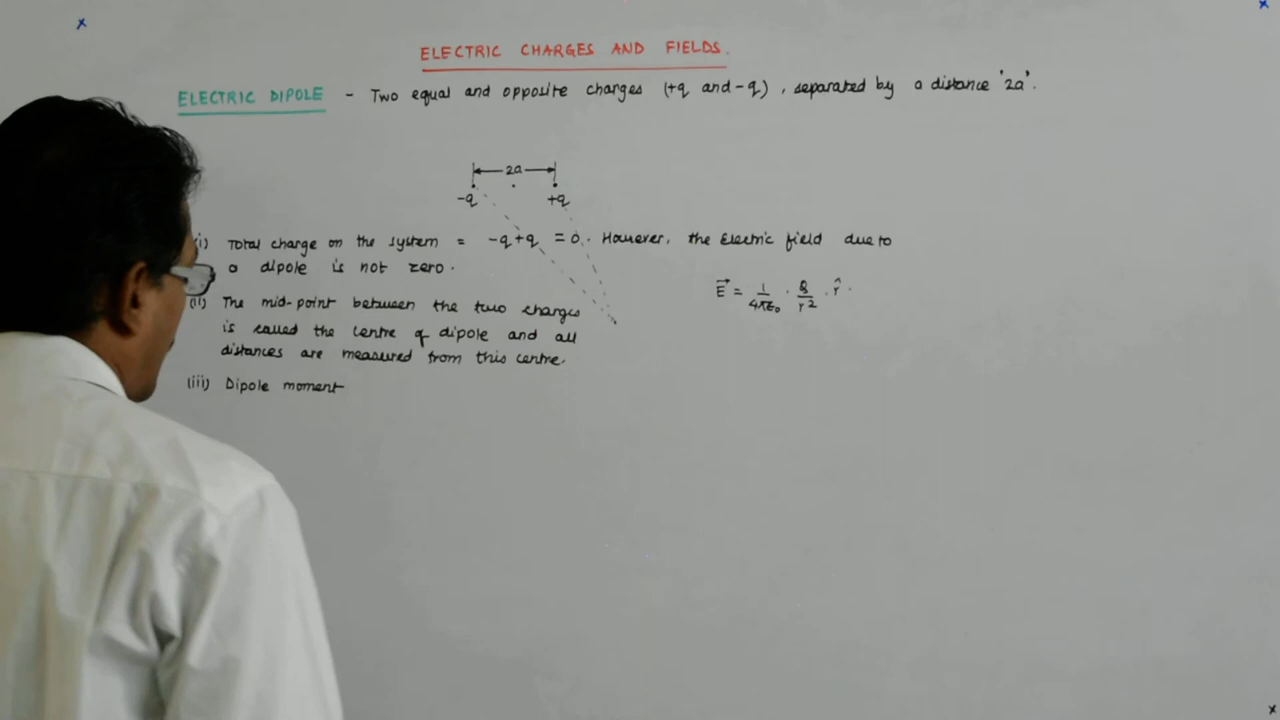 ELECTRIC CHARGES AND FIELDS.
ELECTRIC DIPOLE - Two equal and opposite charges (+q and -q), separated by a distance '2a'.
2a
-q +q
(i) Total charge on the system = -q+q = 0. However, the Electric field due to
a dipole is not zero.
E⃗ = 1/4πε₀ · Q/r² · r̂.
(ii) The mid-point between the two charges
is called the centre of dipole and all
distances are measured from this centre.
(iii) Dipole moment